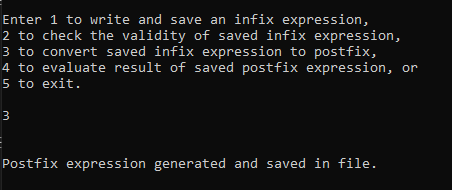 Enter 1 to write and save an infix expression,
2 to check the validity of saved infix expression,
3 to convert saved infix expression to postfix,
4 to evaluate result of saved postfix expression, or
5 to exit.
3
Postfix expression generated and saved in file.